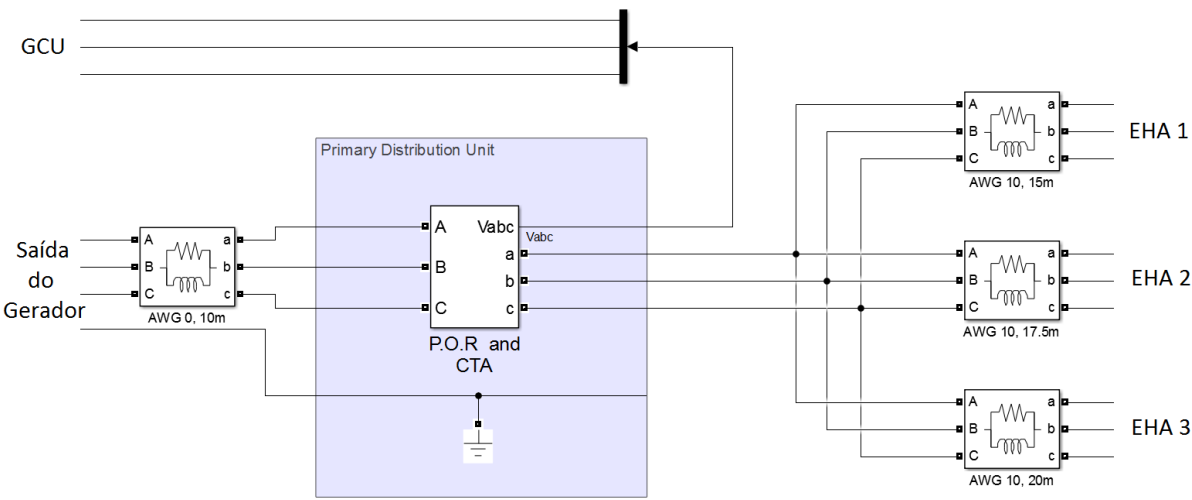 GCU
Primary Distribution Unit
Saída
do
Gerador
A
B
C
a
b
c
AWG 0, 10m
A
B
C
Vabc
a
b
c
Vabc
P.O.R and
CTA
A
B
C
a
b
c
AWG 10, 15m
EHA 1
A
B
C
a
b
c
AWG 10, 17.5m
EHA 2
A
B
C
a
b
c
AWG 10, 20m
EHA 3